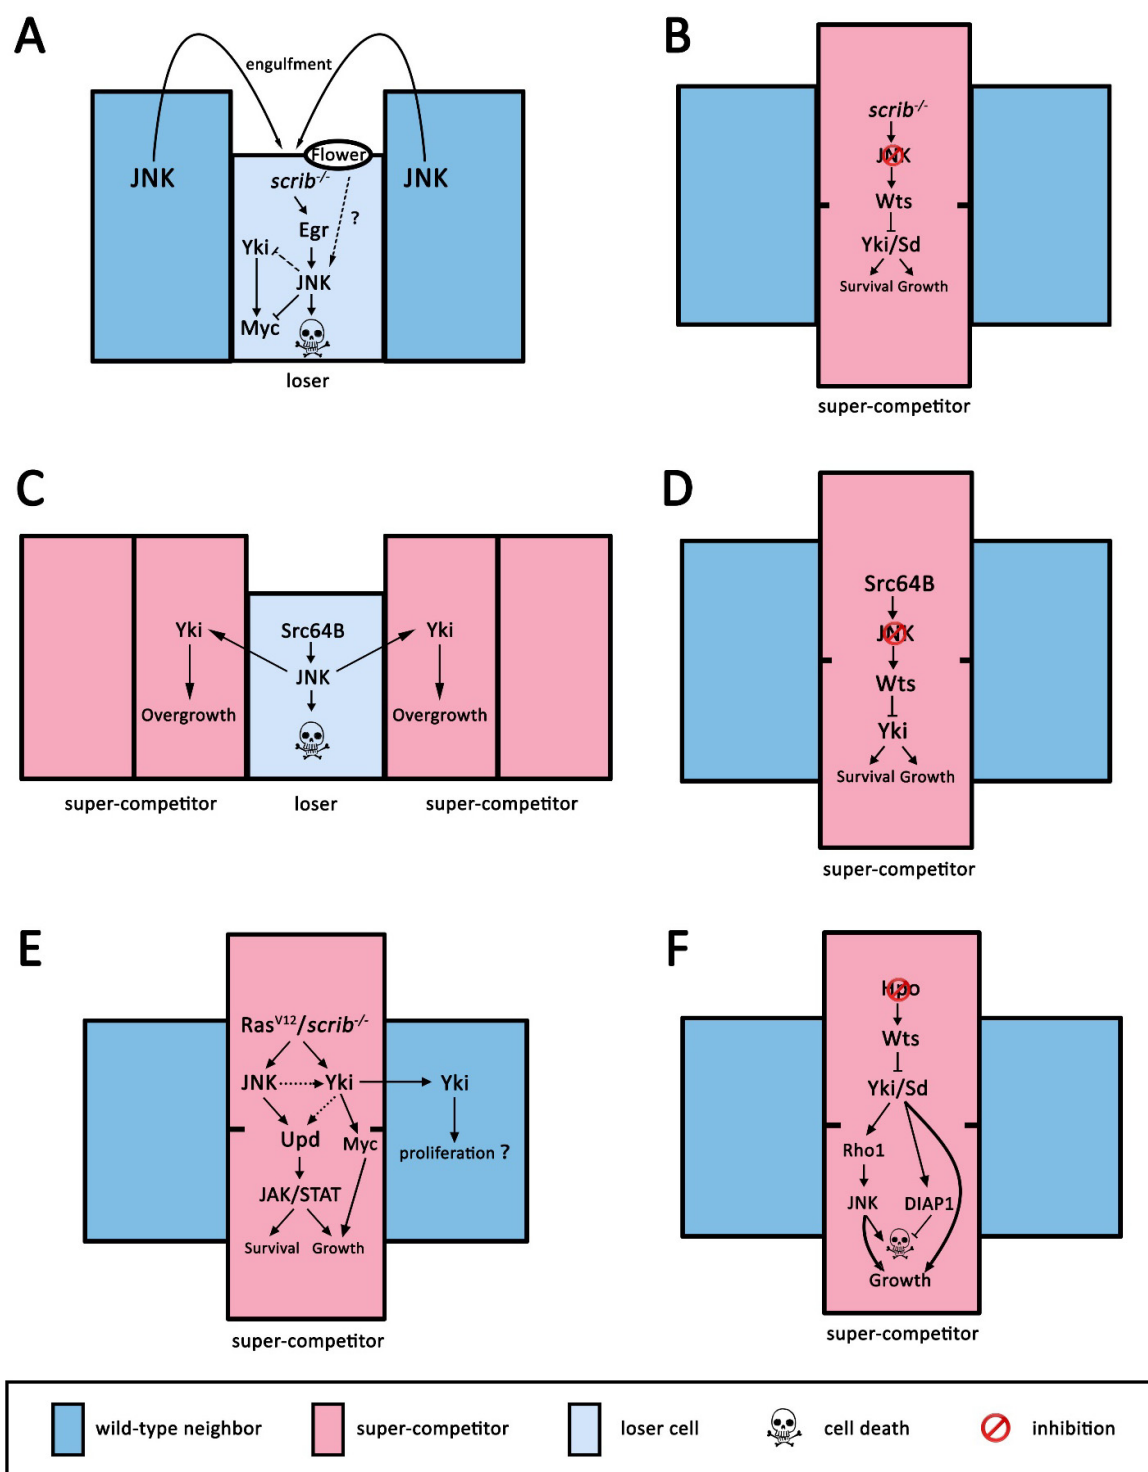 A
engulfment
JNK
JNK
Flower
scrib-/-
?
Egr
Yki
JNK
Myc
loser
B
scrib-/-
JNK
Wts
Yki/Sd
Survival Growth
super-competitor
C
Yki
Src64B
Yki
JNK
Overgrowth
Overgrowth
super-competitor
loser
super-competitor
D
Src64B
JNK
Wts
Yki
Survival Growth
super-competitor
E
RasV12/scrib-/-
JNK
Yki
Yki
Upd
Myc
proliferation ?
JAK/STAT
Survival
Growth
super-competitor
F
Hpo
Wts
Yki/Sd
Rho1
JNK
DIAP1
Growth
super-competitor
wild-type neighbor
super-competitor
loser cell
cell death
inhibition